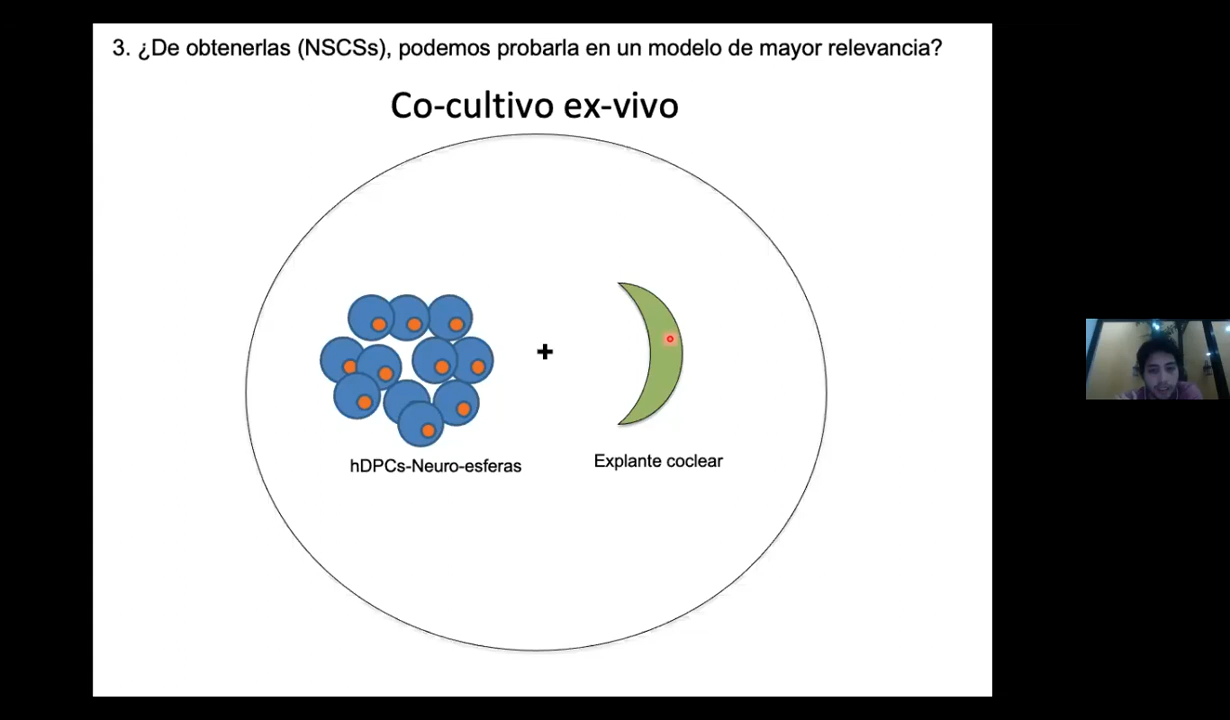 3. ¿De obtenerlas (NSCSs), podemos probarla en un modelo de mayor relevancia?
Co-cultivo ex-vivo
+
hDPCs-Neuro-esferas
Explante coclear